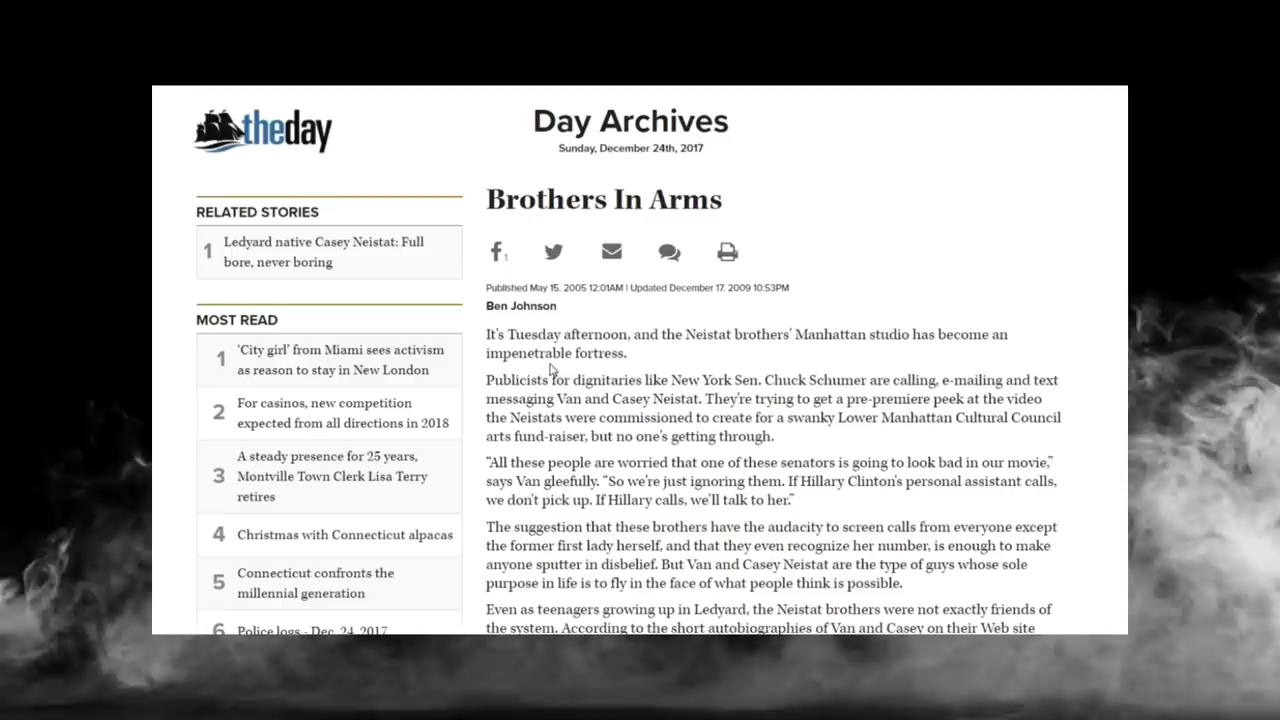 theday
Day Archives
Sunday, December 24th, 2017
RELATED STORIES
1
Ledyard native Casey Neistat: Full
bore, never boring
MOST READ
1
'City girl' from Miami sees activism
as reason to stay in New London
2
For casinos, new competition
expected from all directions in 2018
3
A steady presence for 25 years,
Montville Town Clerk Lisa Terry
retires
4
Christmas with Connecticut alpacas
5
Connecticut confronts the
millennial generation
6
Police logs - Dec. 24, 2017
Brothers In Arms
1
Published May 15. 2005 12:01AM | Updated December 17. 2009 10:53PM
Ben Johnson
It's Tuesday afternoon, and the Neistat brothers' Manhattan studio has become an
impenetrable fortress.
Publicists for dignitaries like New York Sen. Chuck Schumer are calling, e-mailing and text
messaging Van and Casey Neistat. They're trying to get a pre-premiere peek at the video
the Neistats were commissioned to create for a swanky Lower Manhattan Cultural Council
arts fund-raiser, but no one's getting through.
“All these people are worried that one of these senators is going to look bad in our movie,”
says Van gleefully. “So we're just ignoring them. If Hillary Clinton's personal assistant calls,
we don't pick up. If Hillary calls, we'll talk to her.”
The suggestion that these brothers have the audacity to screen calls from everyone except
the former first lady herself, and that they even recognize her number, is enough to make
anyone sputter in disbelief. But Van and Casey Neistat are the type of guys whose sole
purpose in life is to fly in the face of what people think is possible.
Even as teenagers growing up in Ledyard, the Neistat brothers were not exactly friends of
the system. According to the short autobiographies of Van and Casey on their Web site